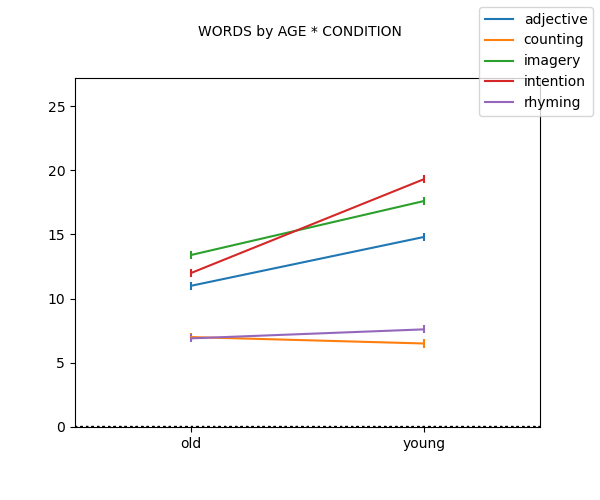 WORDS by AGE * CONDITION
adjective
counting
imagery
intention
rhyming
25
20
15
10
5
0
old
young